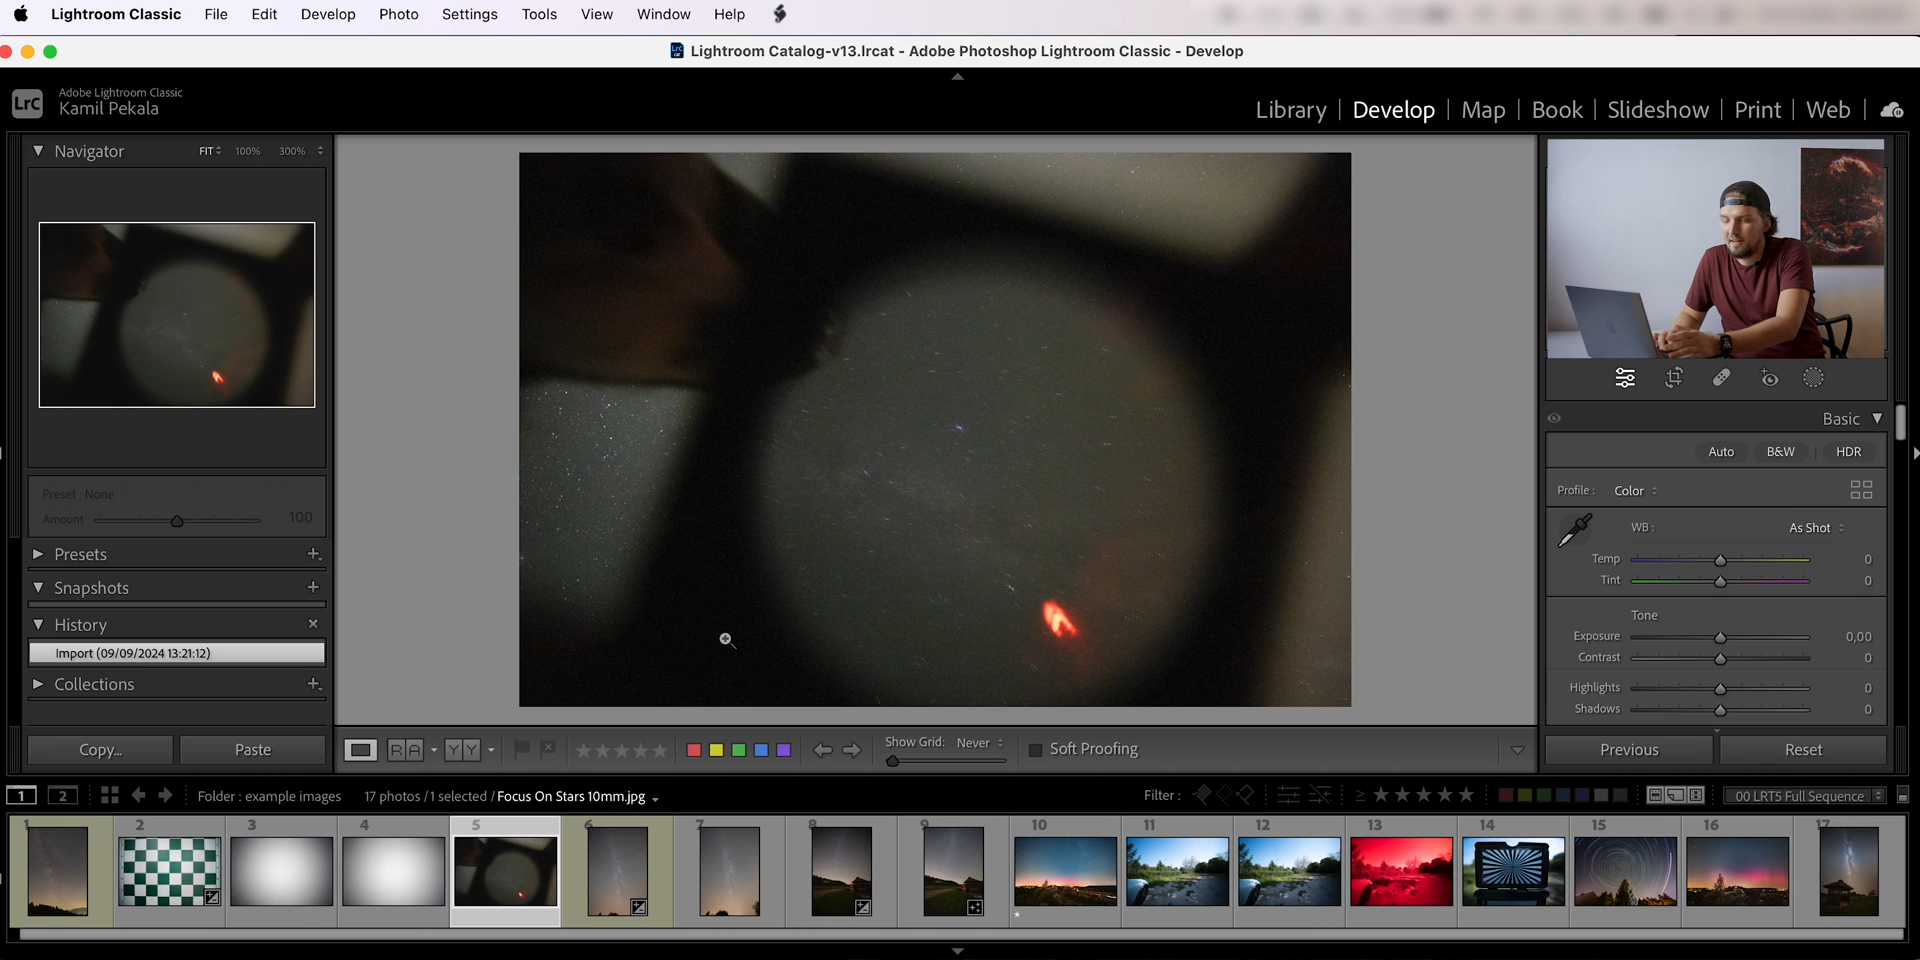 Lightroom Classic File Edit Develop Photo Settings Tools View Window Help
LrC Lightroom Catalog-v13.lrcat - Adobe Photoshop Lightroom Classic - Develop
LrC Adobe Lightroom Classic
Kamil Pekala
Library | Develop | Map | Book | Slideshow | Print | Web |
Navigator FIT 100% 300%
Preset : None
Amount 100
Presets
Snapshots
History
Import (09/09/2024 13:21:12)
Collections
Copy... Paste
Basic
Auto B&W HDR
Profile : Color
WB : As Shot
Temp 0
Tint 0
Tone
Exposure 0,00
Contrast 0
Highlights 0
Shadows 0
R A Y Y Show Grid: Never Soft Proofing
Previous Reset
1 2 Folder : example images 17 photos / 1 selected / Focus On Stars 10mm.jpg Filter : 00 LRT5 Full Sequence
1 2 3 4 5 6 7 8 9 10 11 12 13 14 15 16 17